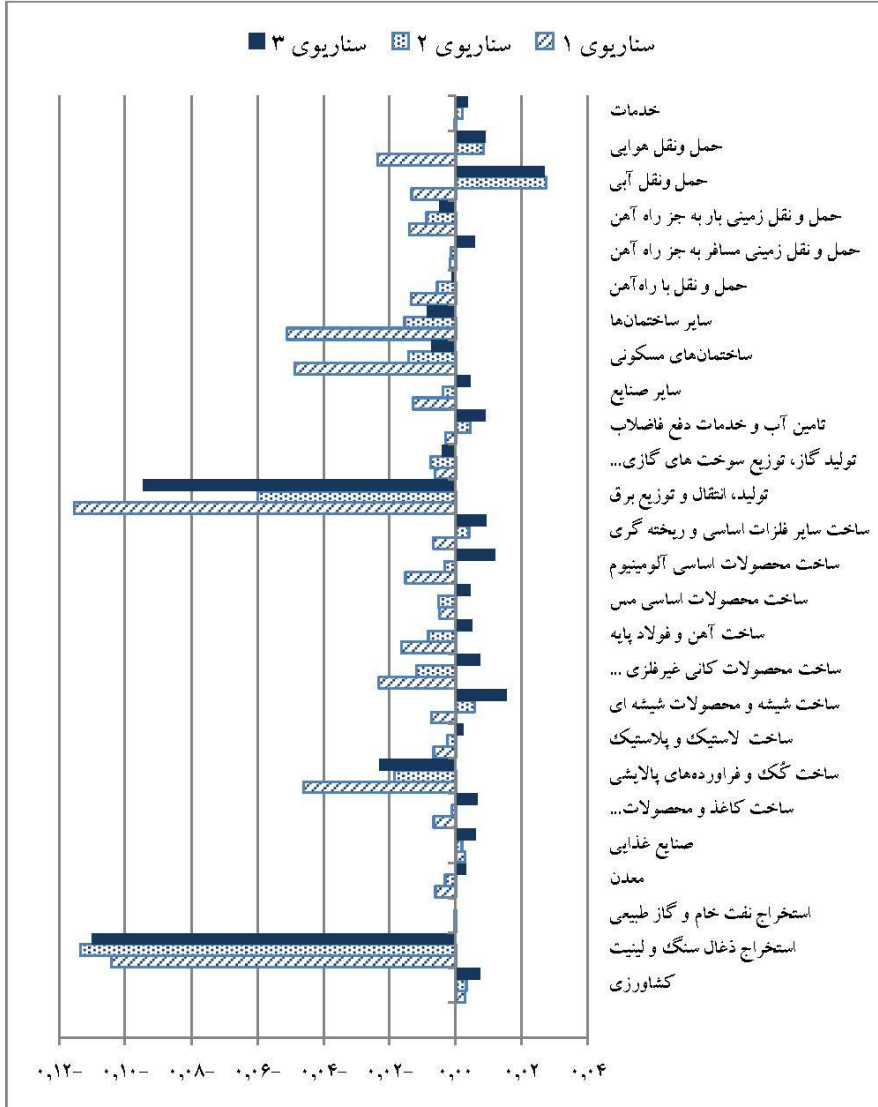 سناریوی ۱ سناریوی ۲ سناریوی ۳
خدمات
حمل ونقل هوایی
حمل ونقل آبی
حمل و نقل زمینی بار به جز راه آهن
حمل و نقل زمینی مسافر به جز راه آهن
حمل و نقل با راه‌آهن
سایر ساختمان‌ها
ساختمان‌های مسکونی
سایر صنایع
تامین آب و خدمات دفع فاضلاب
تولید گاز، توزیع سوخت های گازی...
تولید، انتقال و توزیع برق
ساخت سایر فلزات اساسی و ریخته گری
ساخت محصولات اساسی آلومینیوم
ساخت محصولات اساسی مس
ساخت آهن و فولاد پایه
ساخت محصولات کانی غیرفلزی ...
ساخت شیشه و محصولات شیشه ای
ساخت لاستیک و پلاستیک
ساخت کُک و فراورده‌های پالایشی
ساخت کاغذ و محصولات...
صنایع غذایی
معدن
استخراج نفت خام و گاز طبیعی
استخراج ذغال سنگ و لینیت
کشاورزی
۰,۱۲- ۰,۱۰- ۰,۰۸- ۰,۰۶- ۰,۰۴- ۰,۰۲- ۰,۰۰ ۰,۰۲ ۰,۰۴